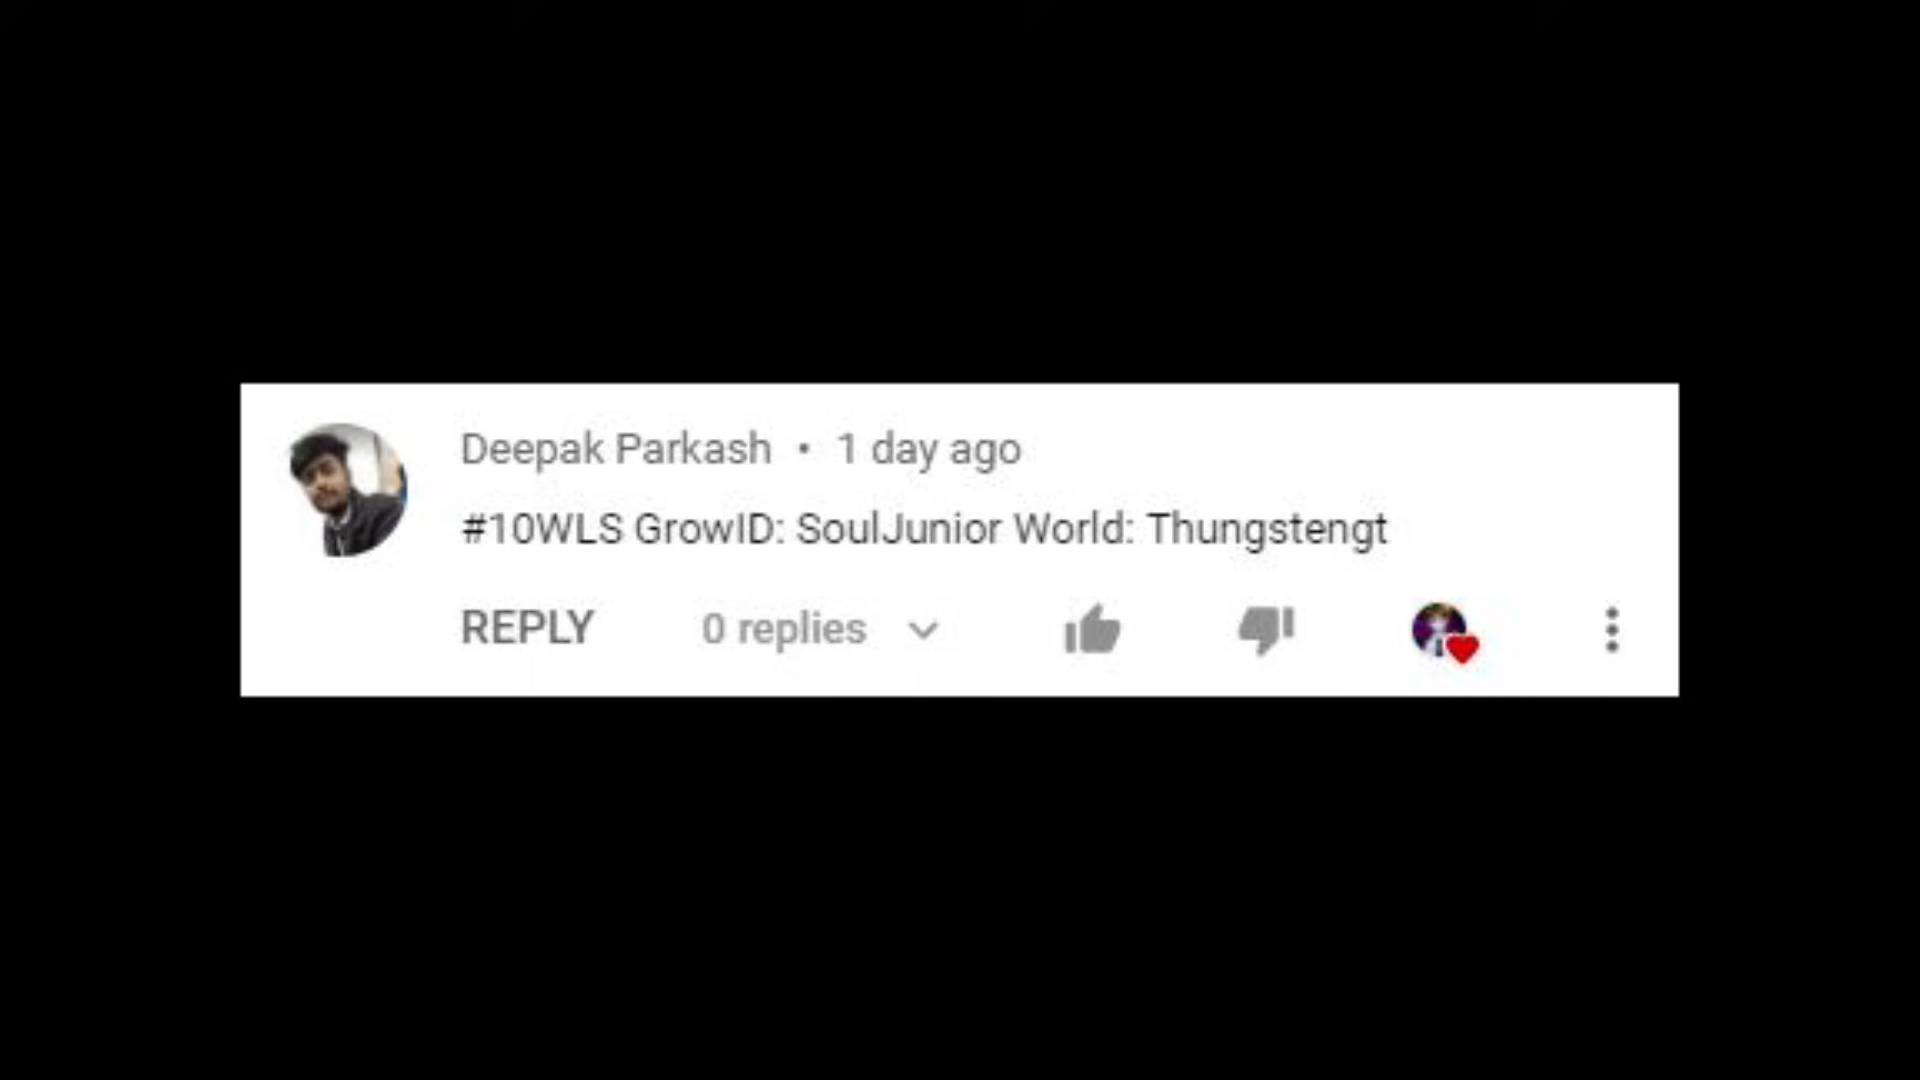 Deepak Parkash • 1 day ago
#10WLS GrowID: SoulJunior World: Thungstengt
REPLY 0 replies